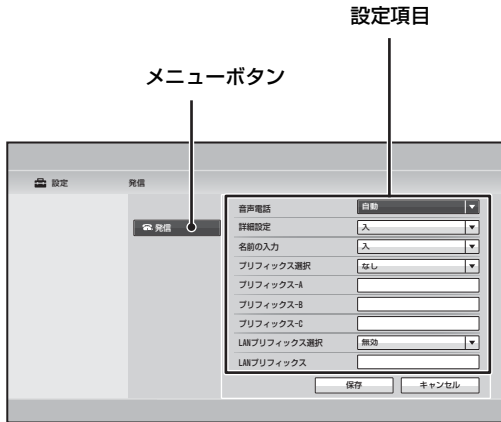 設定項目
メニューボタン
設定 発信
発信
音声電話 自動
詳細設定 入
名前の入力 入
プリフィックス選択 なし
プリフィックス-A
プリフィックス-B
プリフィックス-C
LANプリフィックス選択 無効
LANプリフィックス
保存 キャンセル